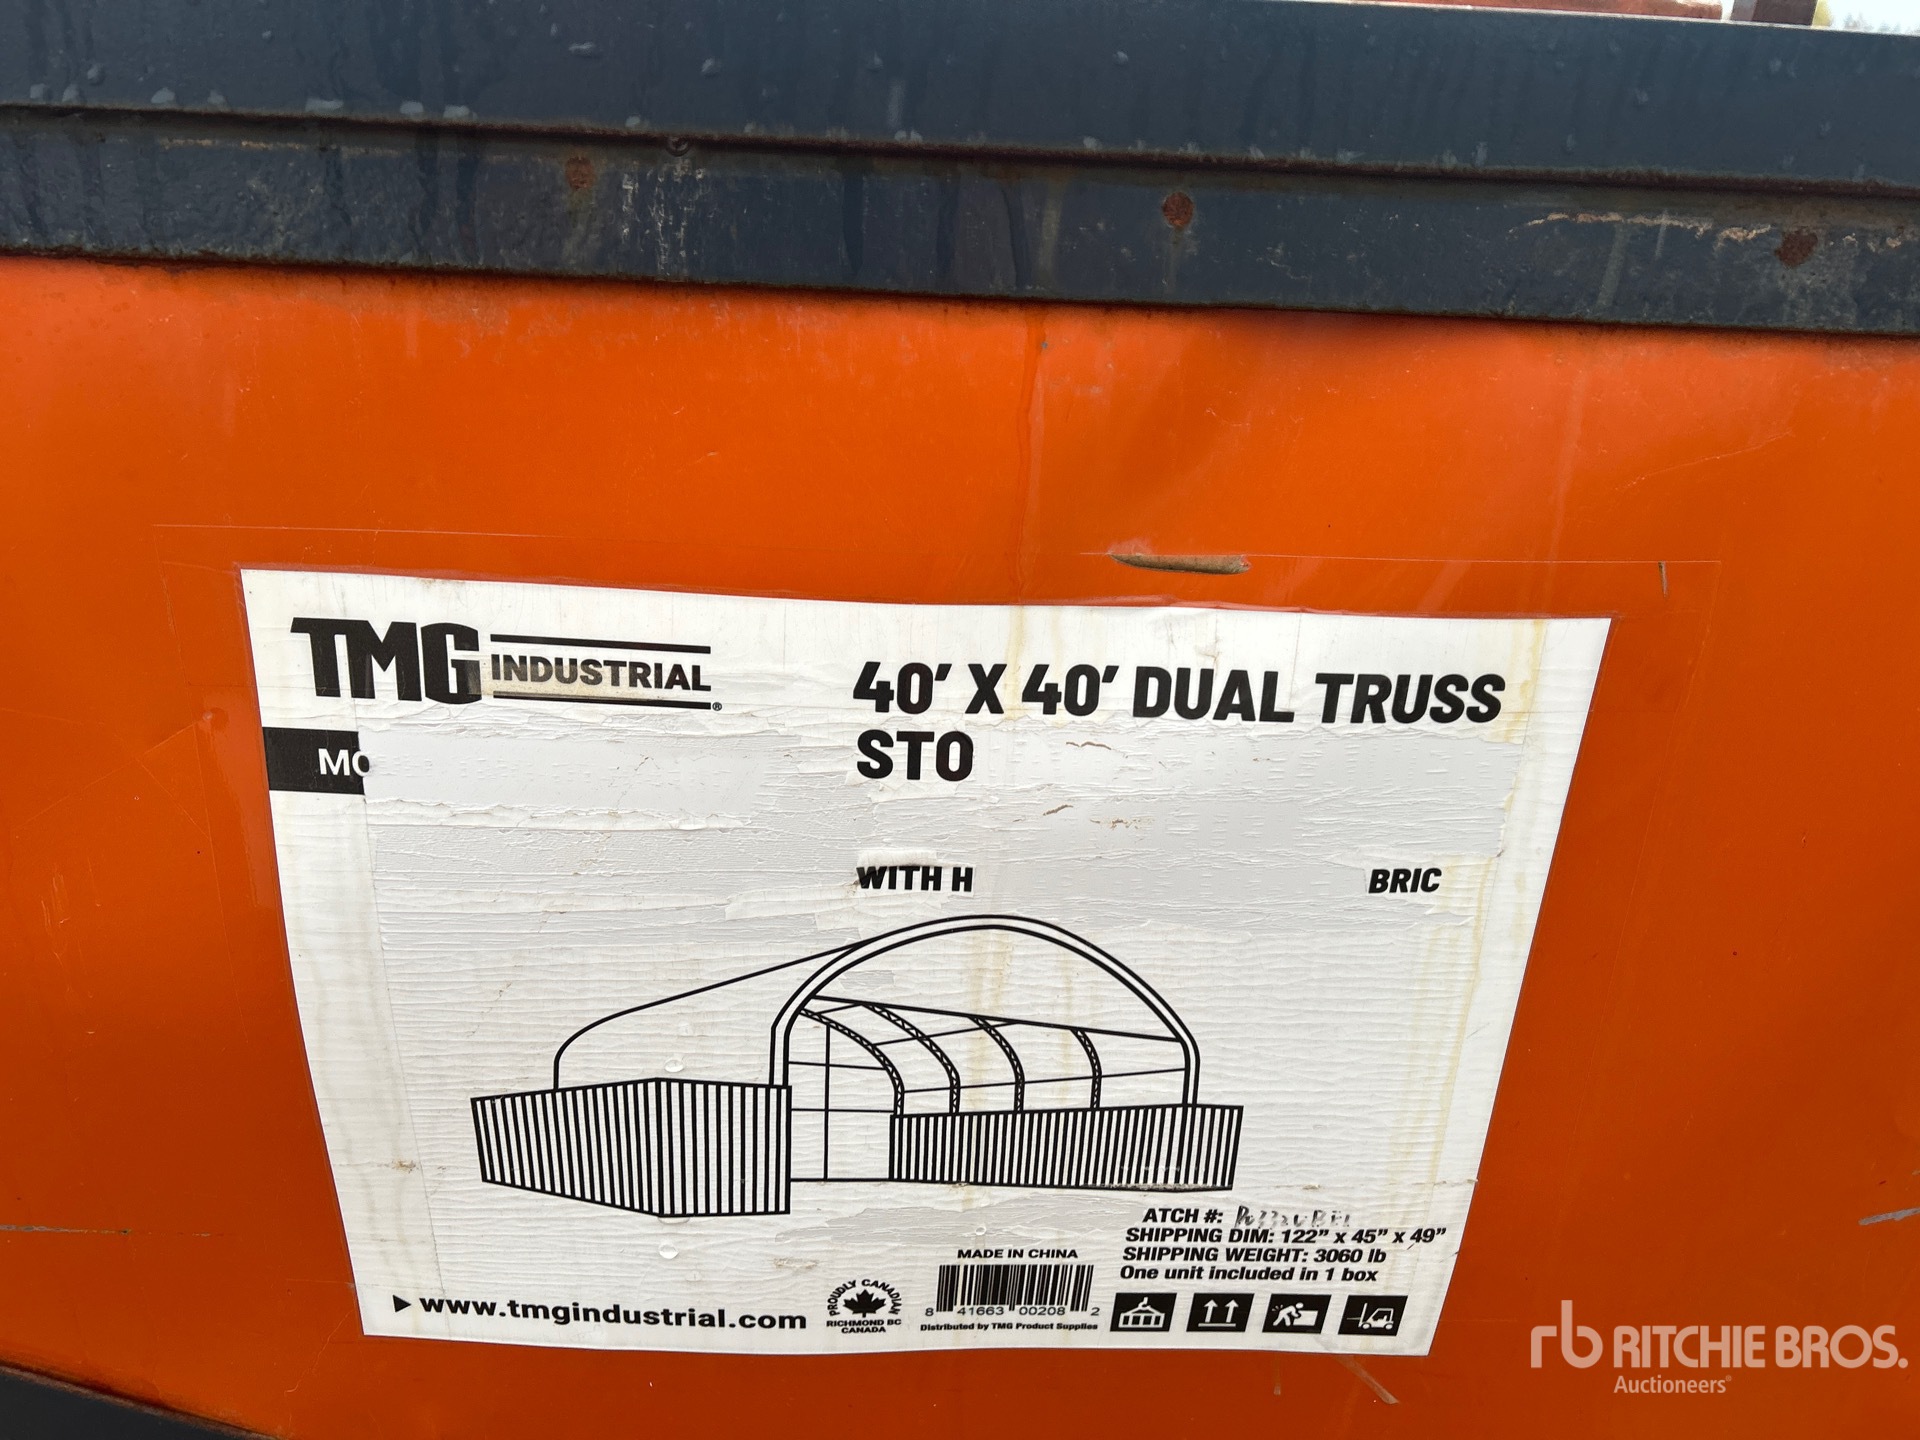 TMG INDUSTRIAL®
40' X 40' DUAL TRUSS
STO
MO
WITH H BRIC
ATCH #:
SHIPPING DIM: 122" x 45" x 49"
SHIPPING WEIGHT: 3060 lb
One unit included in 1 box
MADE IN CHINA
8 41663 00208 2
Distributed by TMG Product Supplies
PROUDLY CANADIAN
RICHMOND BC
CANADA
www.tmgindustrial.com
rb RITCHIE BROS.
Auctioneers®